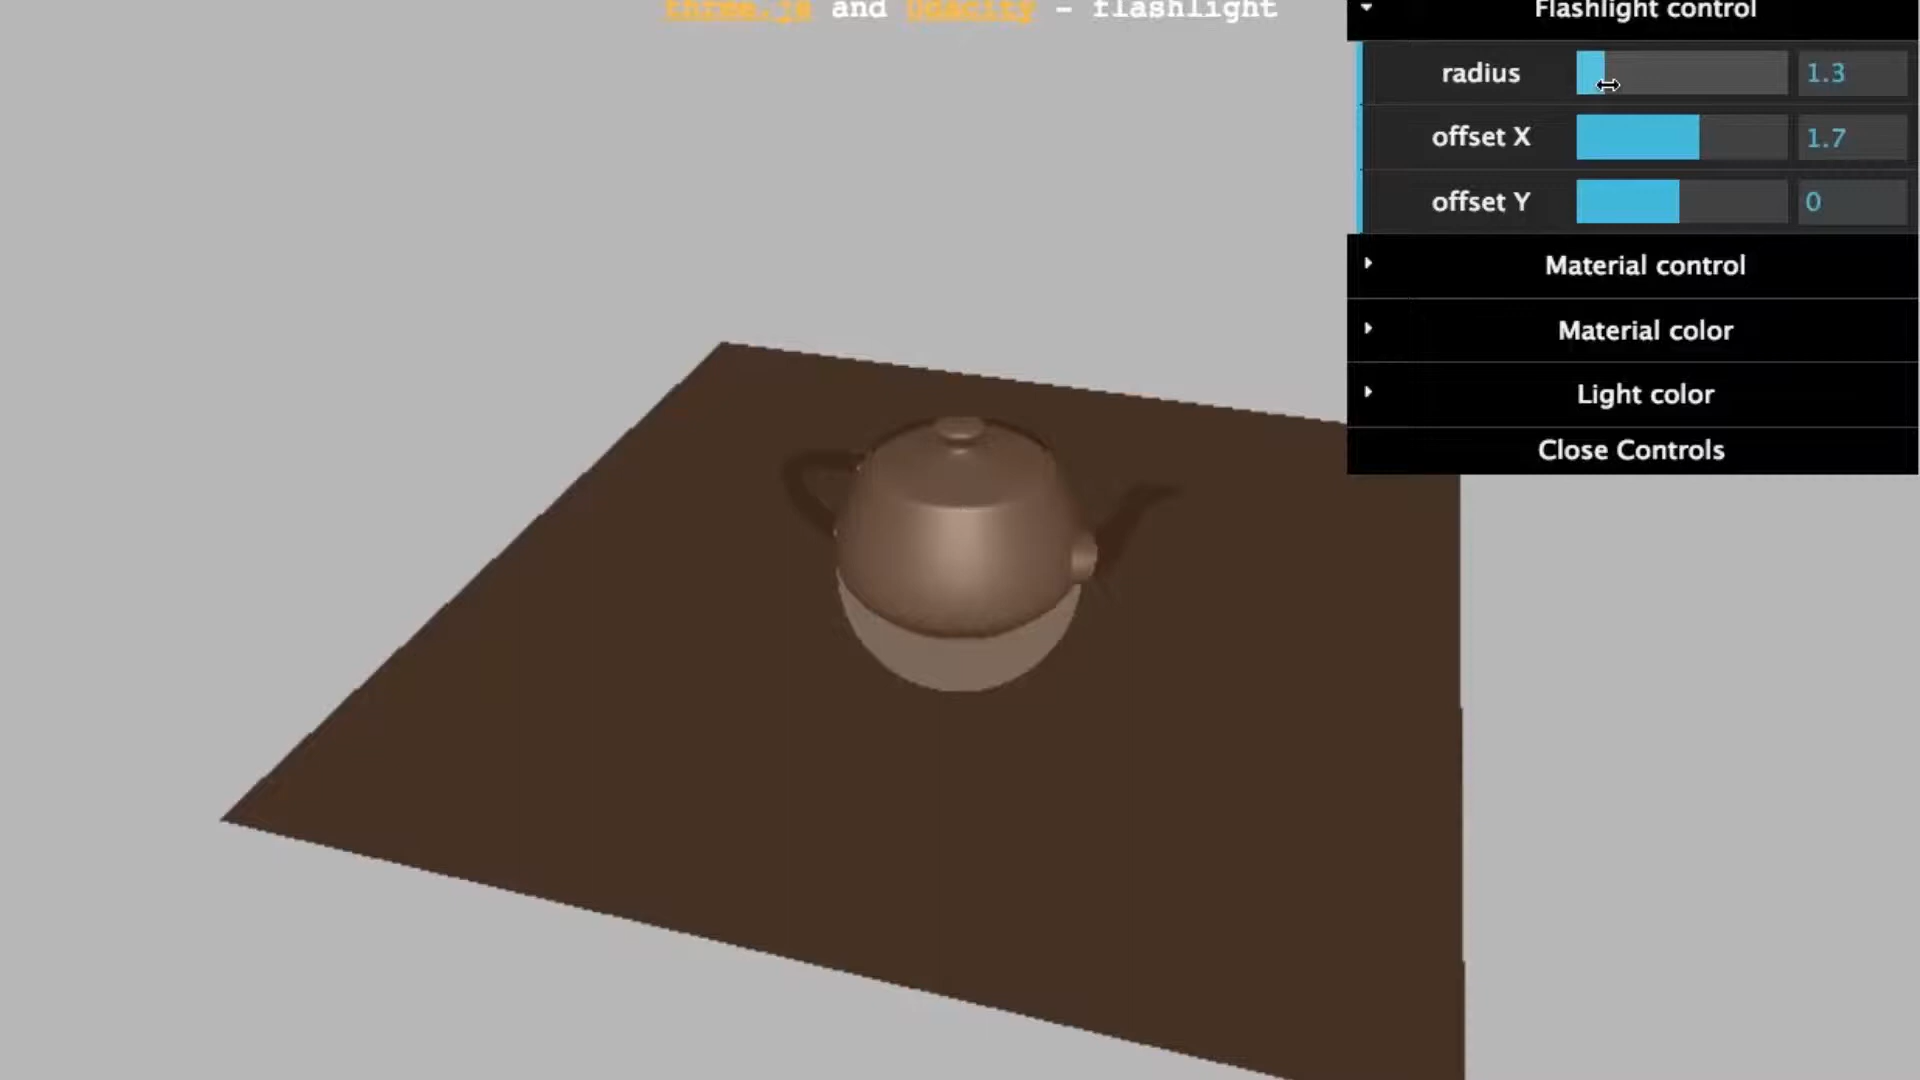 three.js and Udacity - flashlight
Flashlight control
radius 1.3
offset X 1.7
offset Y 0
Material control
Material color
Light color
Close Controls